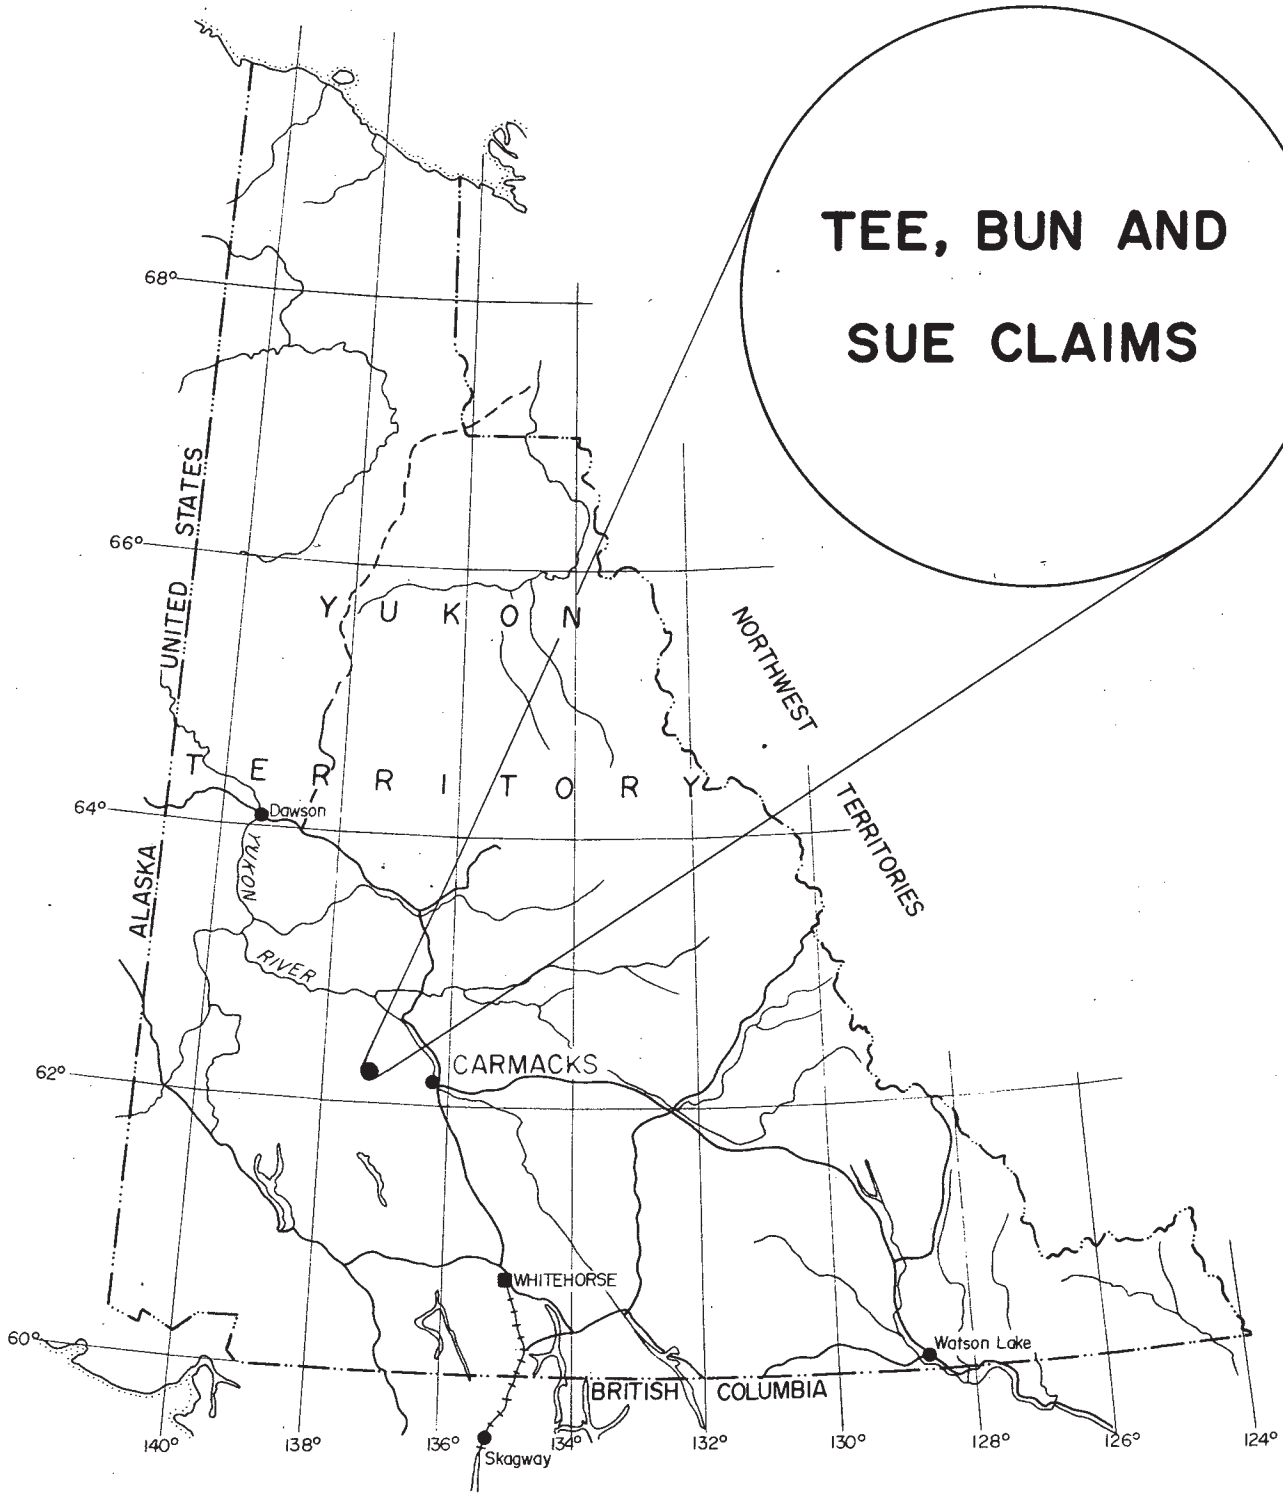 TEE, BUN AND
SUE CLAIMS
68°
66°
64°
62°
60°
UNITED STATES
ALASKA
YUKON
TERRITORY
NORTHWEST
TERRITORIES
Dawson
YUKON
RIVER
CARMACKS
WHITEHORSE
Watson Lake
BRITISH COLUMBIA
Skagway
140°
138°
136°
134°
132°
130°
128°
126°
124°